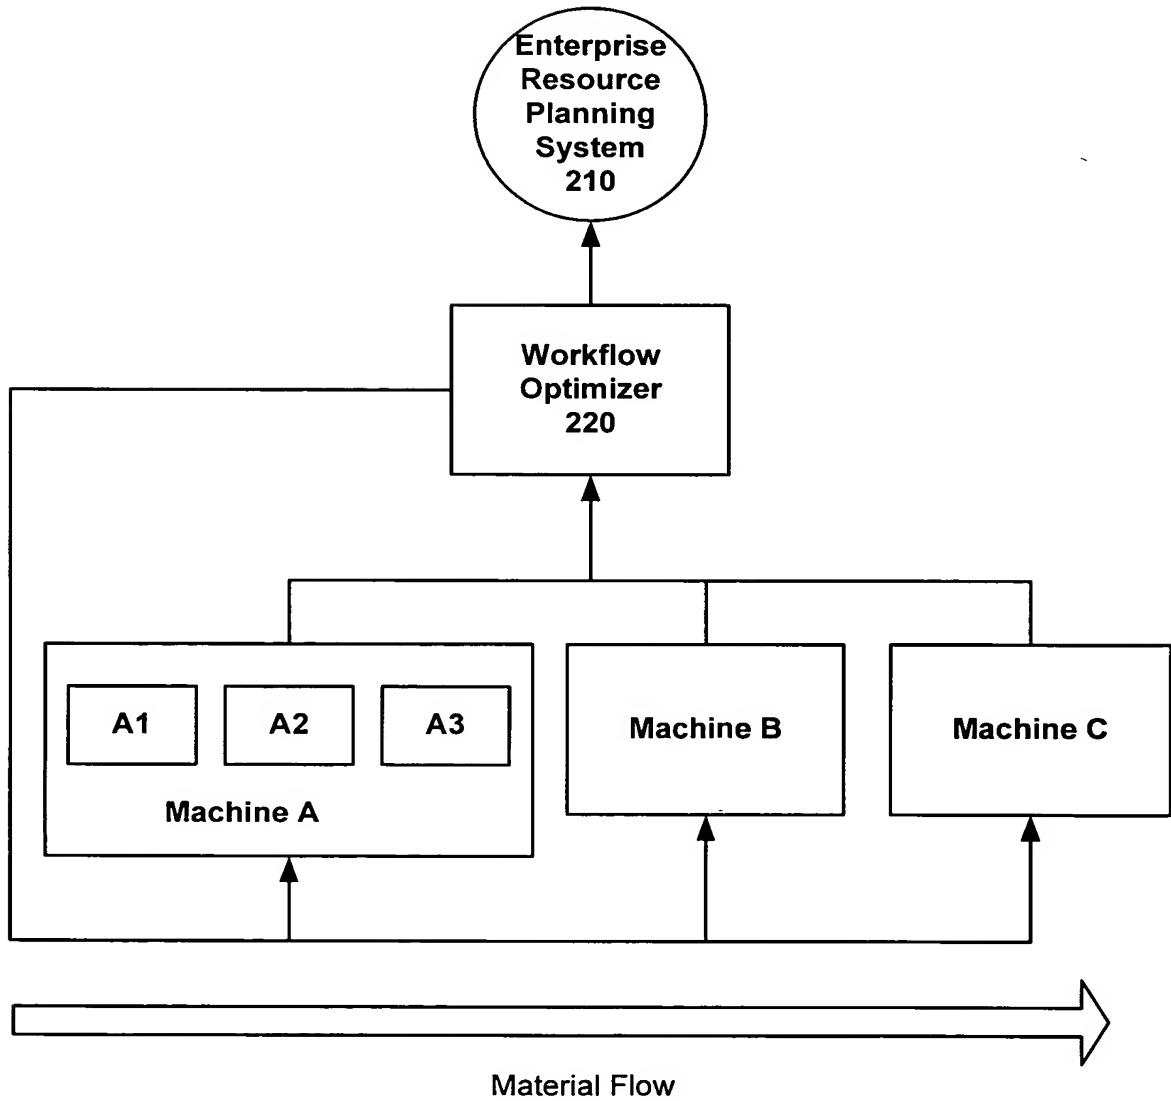 Enterprise
Resource
Planning
System
210
Workflow
Optimizer
220
A1
A2
A3
Machine A
Machine B
Machine C
Material Flow